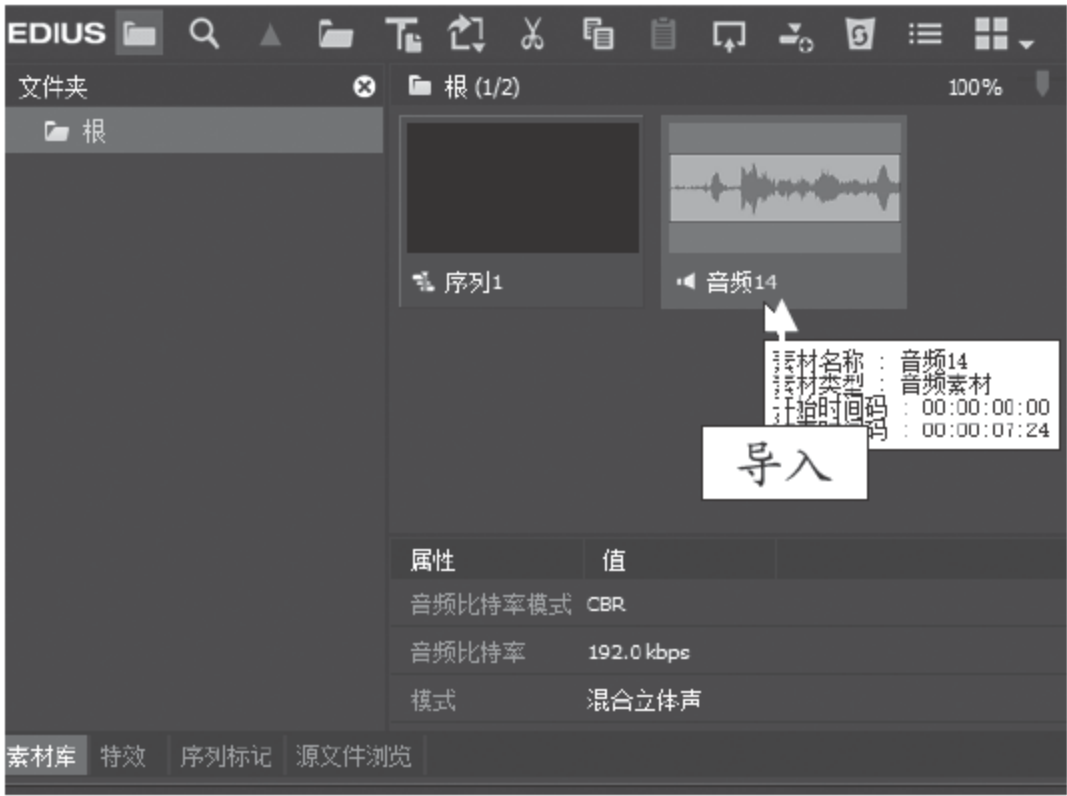 EDIUS
文件夹
根 (1/2)
100%
根
序列1
音频14
素材名称 : 音频14
素材类型 : 音频素材
开始时间码 : 00:00:00:00
时间码 : 00:00:07:24
导入
属性 值
音频比特率模式 CBR
音频比特率 192.0 kbps
模式 混合立体声
素材库 特效 序列标记 源文件浏览